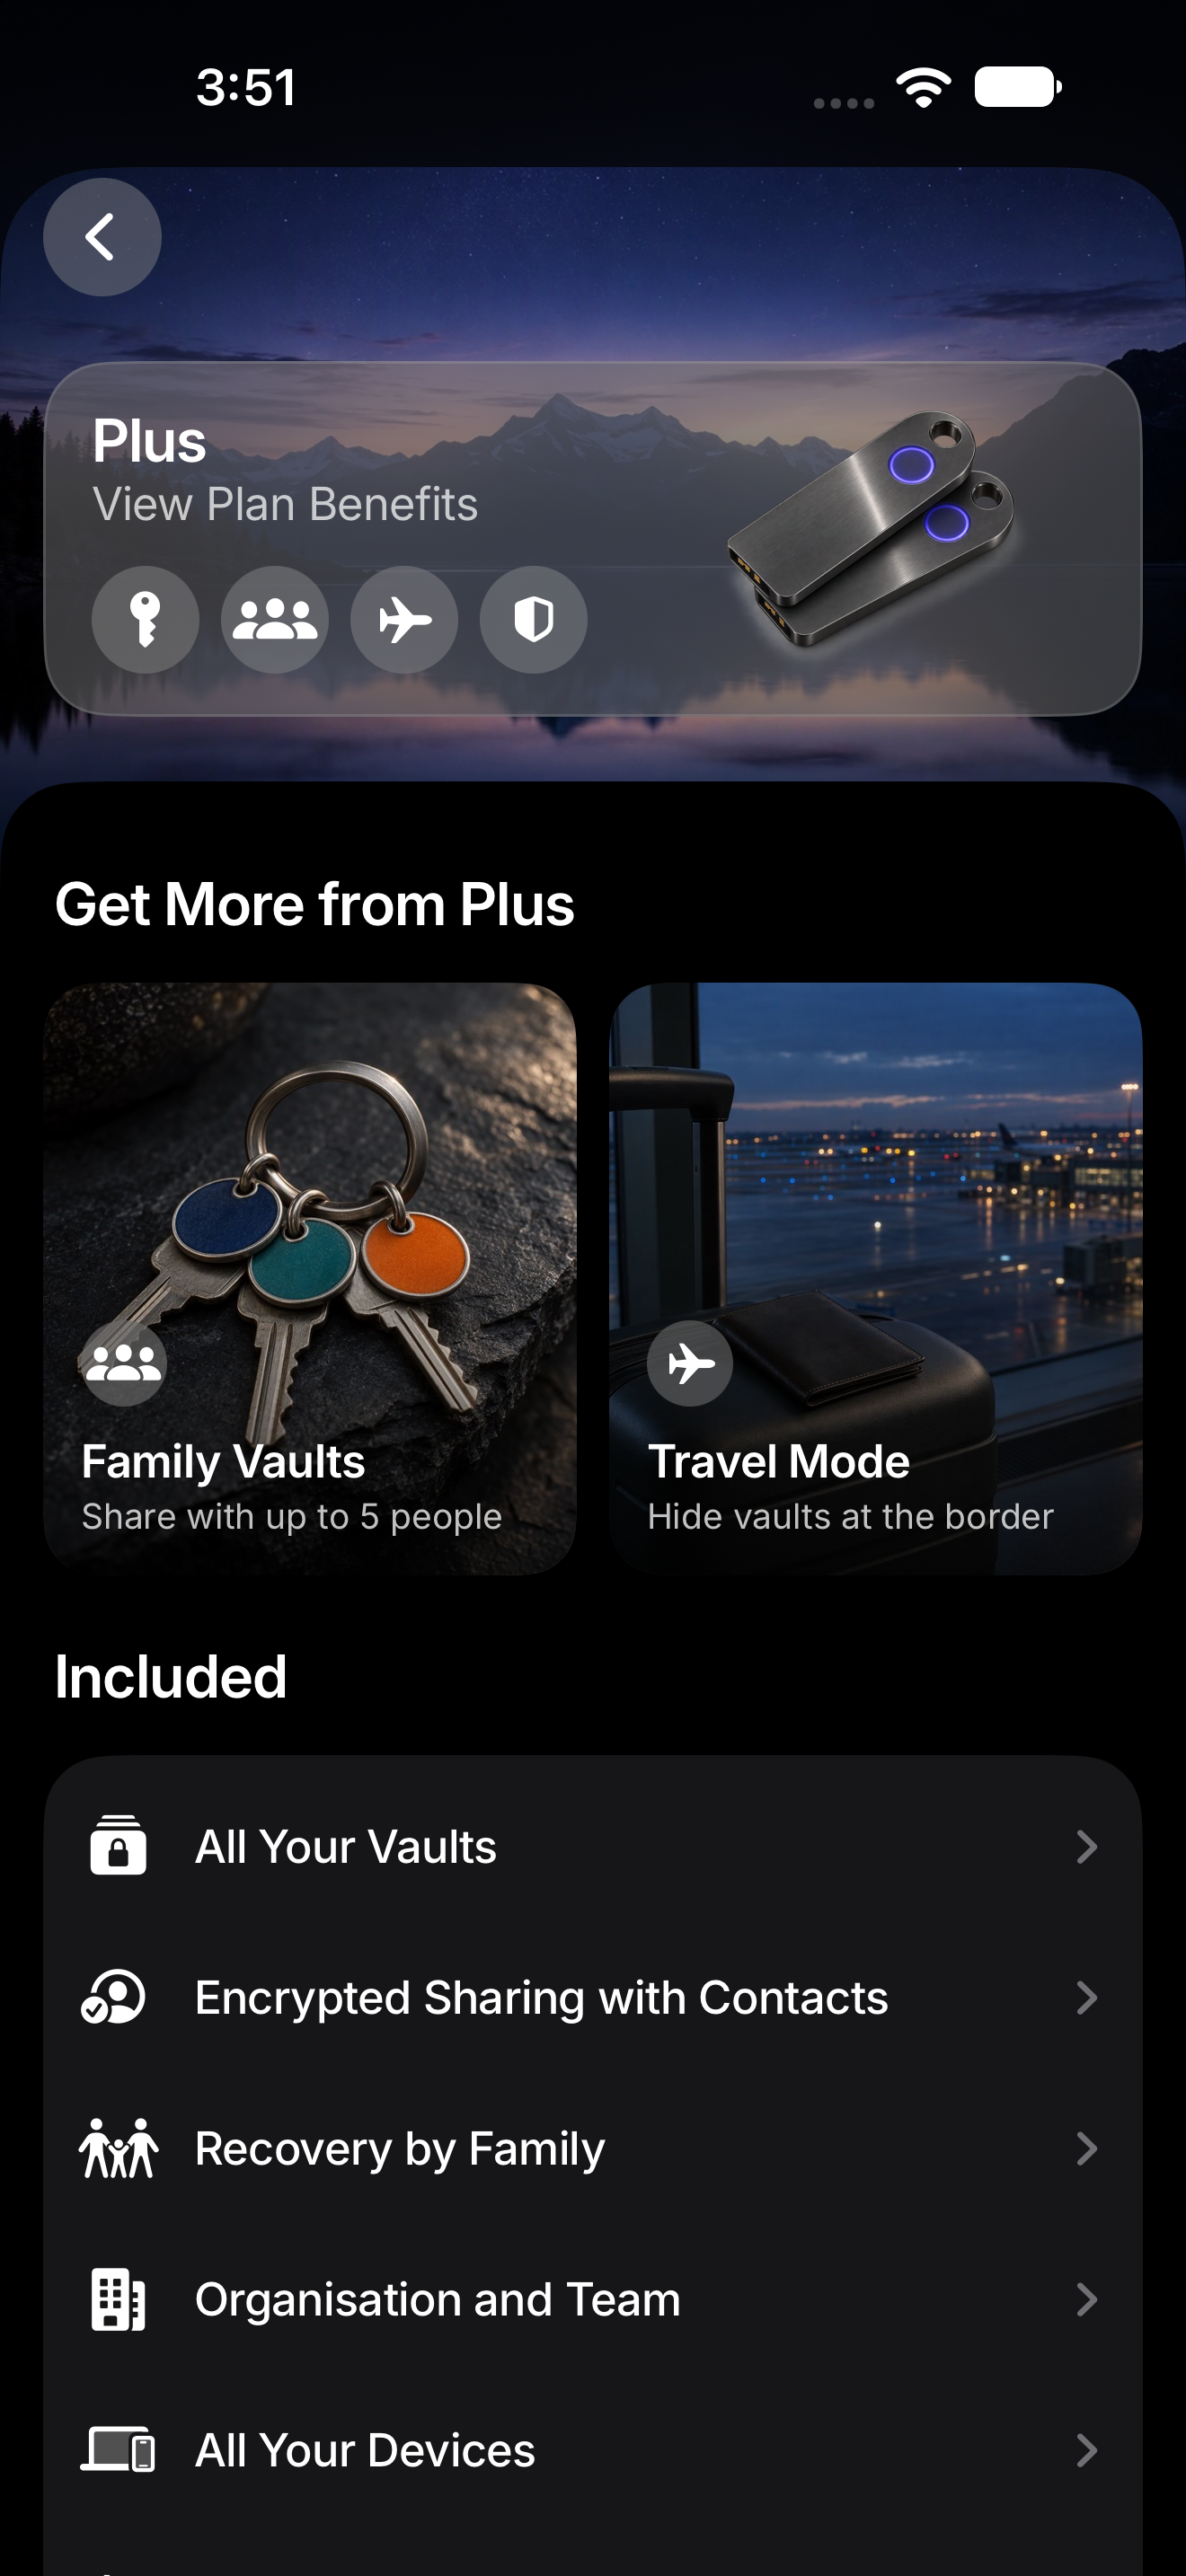 3:51
Plus
View Plan Benefits
Get More from Plus
Family Vaults
Share with up to 5 people
Travel Mode
Hide vaults at the border
Included
All Your Vaults
Encrypted Sharing with Contacts
Recovery by Family
Organisation and Team
All Your Devices